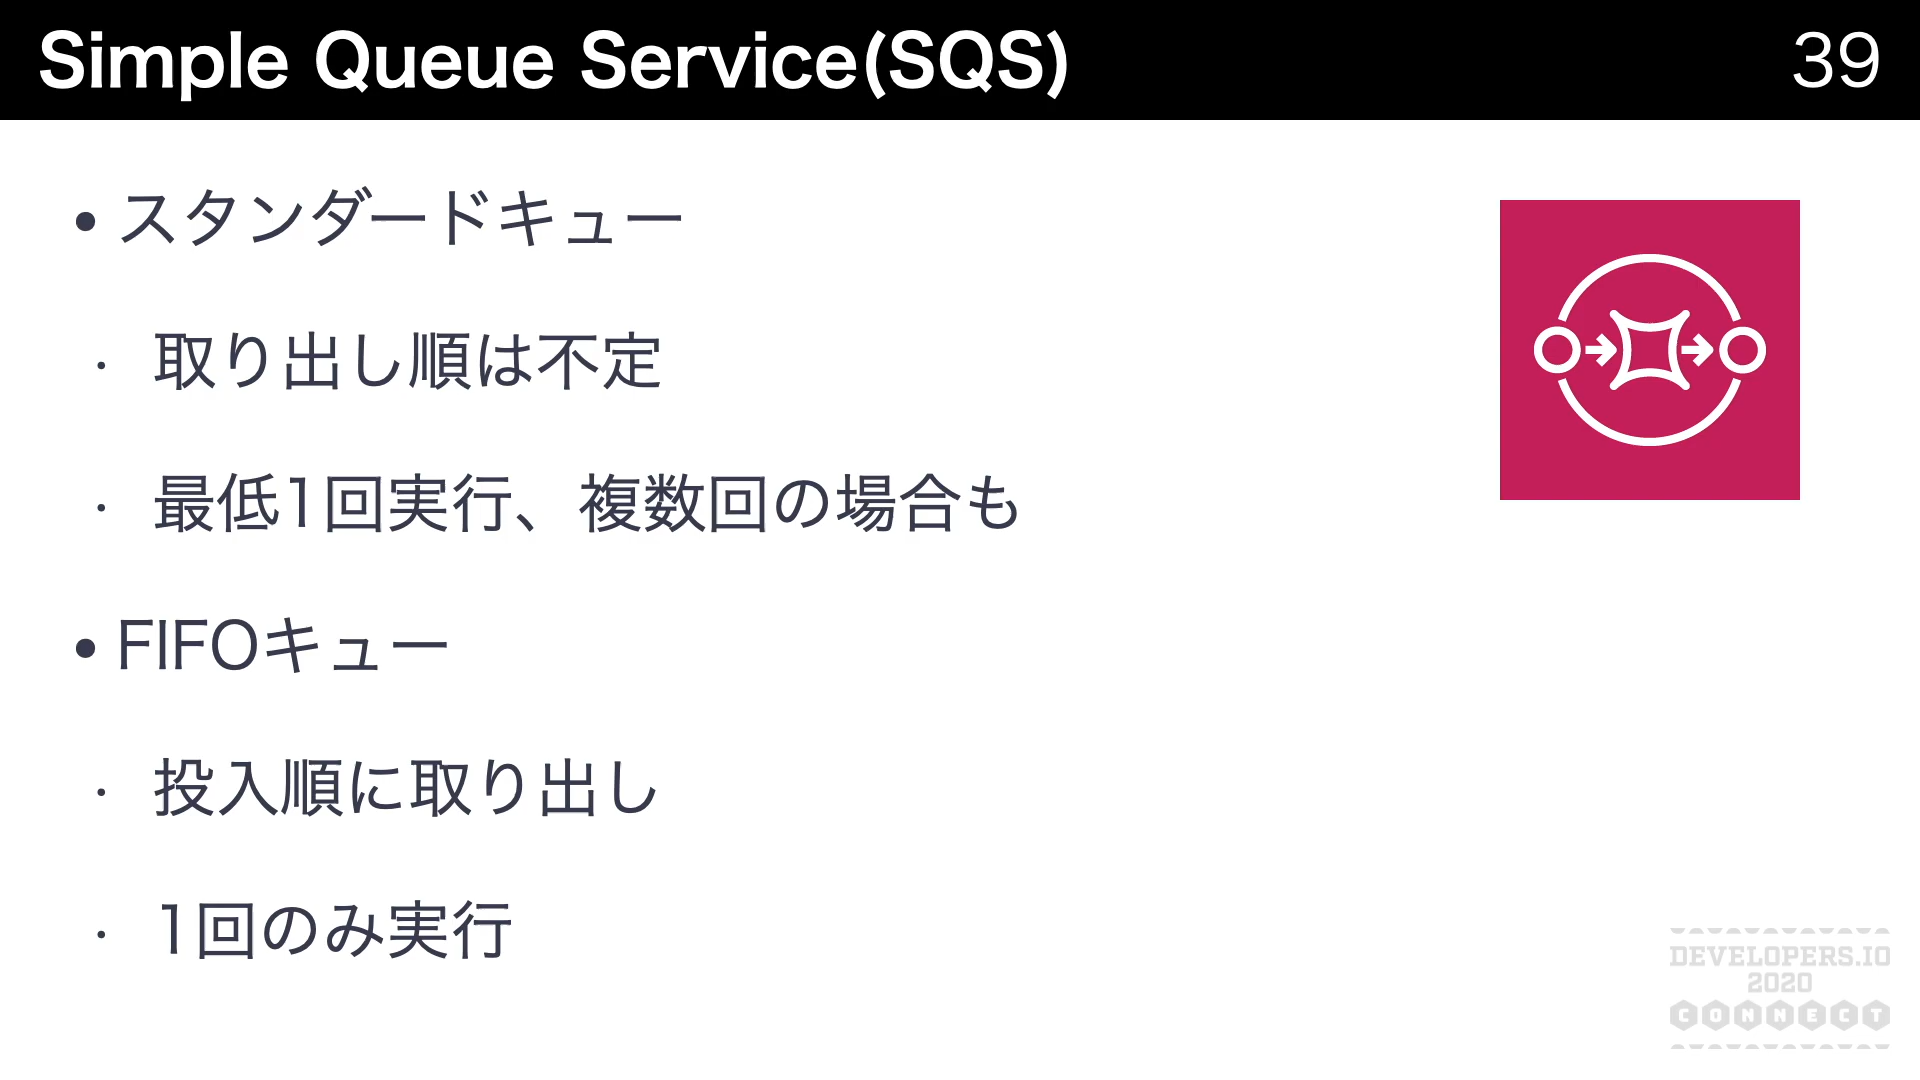 Simple Queue Service(SQS)
39
• スタンダードキュー
・ 取り出し順は不定
・ 最低1回実行、複数回の場合も
• FIFOキュー
・ 投入順に取り出し
・ 1回のみ実行
DEVELOPERS.IO
2020
CONNECT